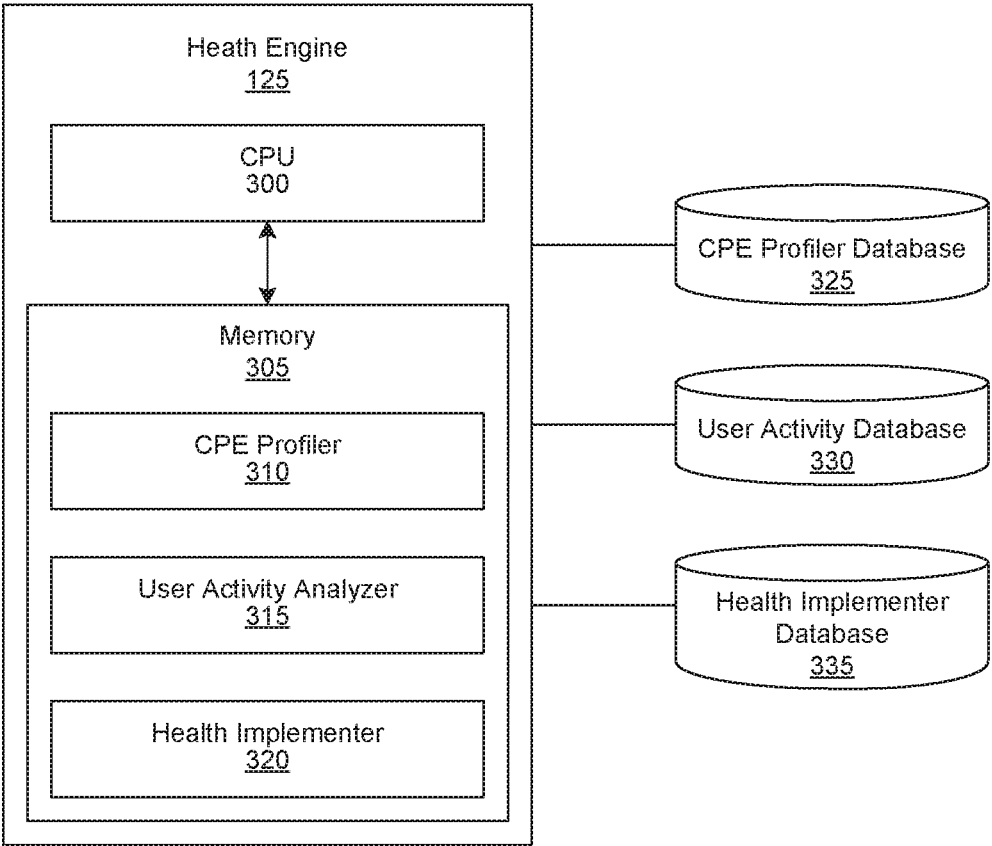 Heath Engine
125
CPU
300
Memory
305
CPE Profiler
310
User Activity Analyzer
315
Health Implementer
320
CPE Profiler Database
325
User Activity Database
330
Health Implementer
Database
335